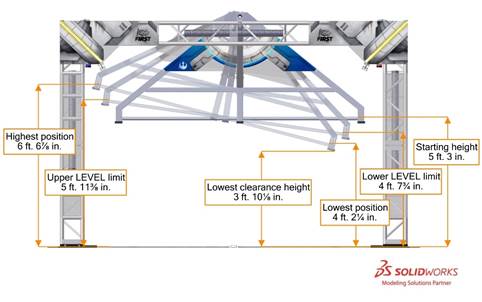 FIRST
FIRST
Highest position
6 ft. 6⅞ in.
Upper LEVEL limit
5 ft. 11⅜ in.
Starting height
5 ft. 3 in.
Lower LEVEL limit
4 ft. 7¾ in.
Lowest clearance height
3 ft. 10⅛ in.
Lowest position
4 ft. 2¼ in.
SOLIDWORKS
Modeling Solutions Partner